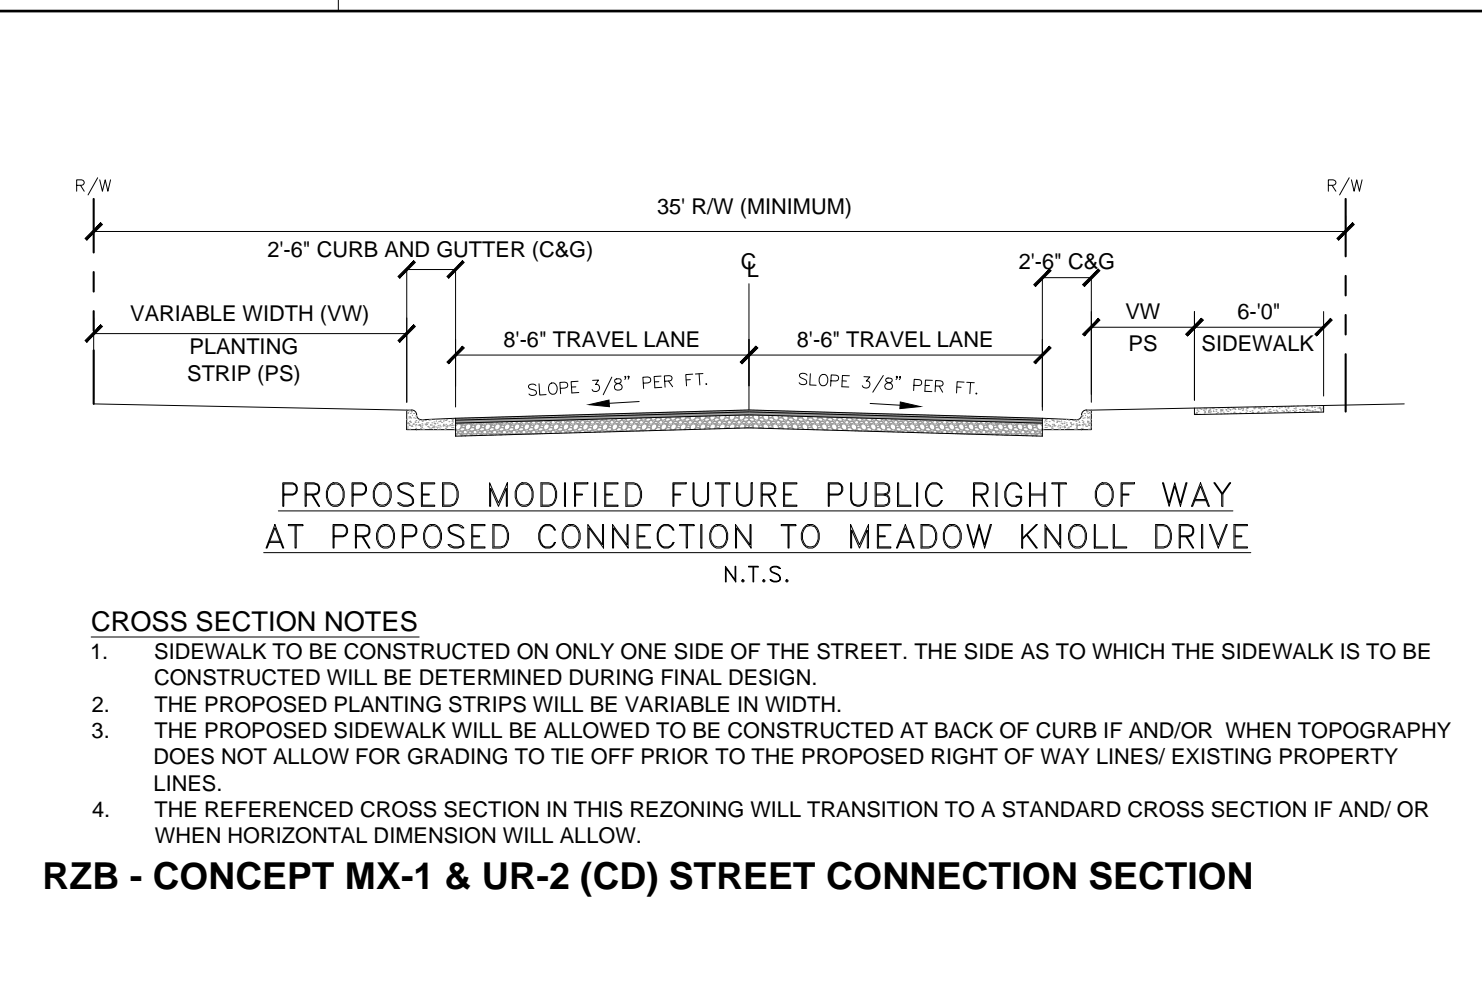 R/W
R/W
35' R/W (MINIMUM)
2'-6" CURB AND GUTTER (C&G)
CL
2'-6" C&G
VARIABLE WIDTH (VW)
VW
6-'0"
8'-6" TRAVEL LANE
8'-6" TRAVEL LANE
PLANTING
STRIP (PS)
PS
SIDEWALK
SLOPE 3/8" PER FT.
SLOPE 3/8" PER FT.
PROPOSED MODIFIED FUTURE PUBLIC RIGHT OF WAY
AT PROPOSED CONNECTION TO MEADOW KNOLL DRIVE
N.T.S.
CROSS SECTION NOTES
1. SIDEWALK TO BE CONSTRUCTED ON ONLY ONE SIDE OF THE STREET. THE SIDE AS TO WHICH THE SIDEWALK IS TO BE
CONSTRUCTED WILL BE DETERMINED DURING FINAL DESIGN.
2. THE PROPOSED PLANTING STRIPS WILL BE VARIABLE IN WIDTH.
3. THE PROPOSED SIDEWALK WILL BE ALLOWED TO BE CONSTRUCTED AT BACK OF CURB IF AND/OR WHEN TOPOGRAPHY
DOES NOT ALLOW FOR GRADING TO TIE OFF PRIOR TO THE PROPOSED RIGHT OF WAY LINES/ EXISTING PROPERTY
LINES.
4. THE REFERENCED CROSS SECTION IN THIS REZONING WILL TRANSITION TO A STANDARD CROSS SECTION IF AND/ OR
WHEN HORIZONTAL DIMENSION WILL ALLOW.
RZB - CONCEPT MX-1 & UR-2 (CD) STREET CONNECTION SECTION